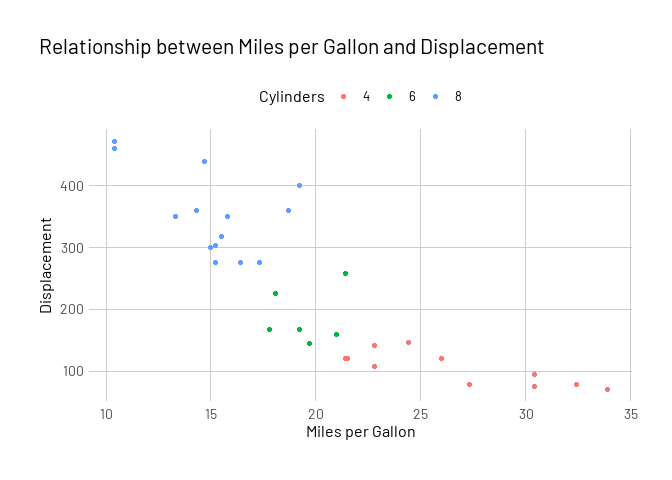 Relationship between Miles per Gallon and Displacement
Cylinders 4 6 8
400
300
200
100
Displacement
10 15 20 25 30 35
Miles per Gallon